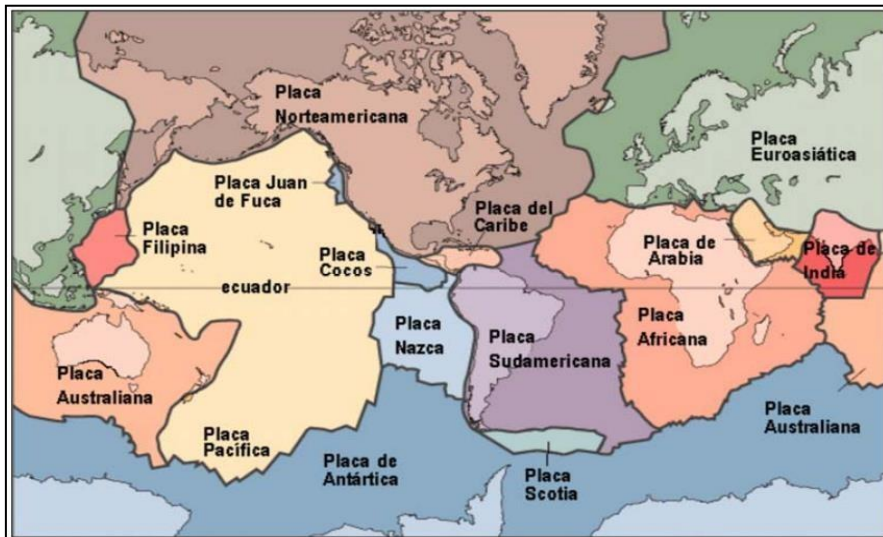 Placa
Norteamericana
Placa
Euroasiática
Placa Juan
de Fuca
Placa del
Caribe
Placa
Filipina
Placa
Cocos
Placa de
Arabia
Placa de
India
ecuador
Placa
Nazca
Placa
Sudamericana
Placa
Africana
Placa
Australiana
Placa
Australiana
Placa
Pacífica
Placa de
Antártica
Placa
Scotia